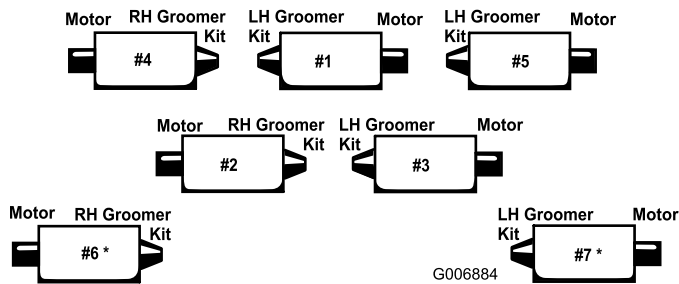 Motor RH Groomer Kit LH Groomer Kit Motor LH Groomer Kit Motor
#4 #1 #5
Motor RH Groomer Kit LH Groomer Kit Motor
#2 #3
Motor RH Groomer Kit LH Groomer Kit Motor
#6 * #7 *
G006884